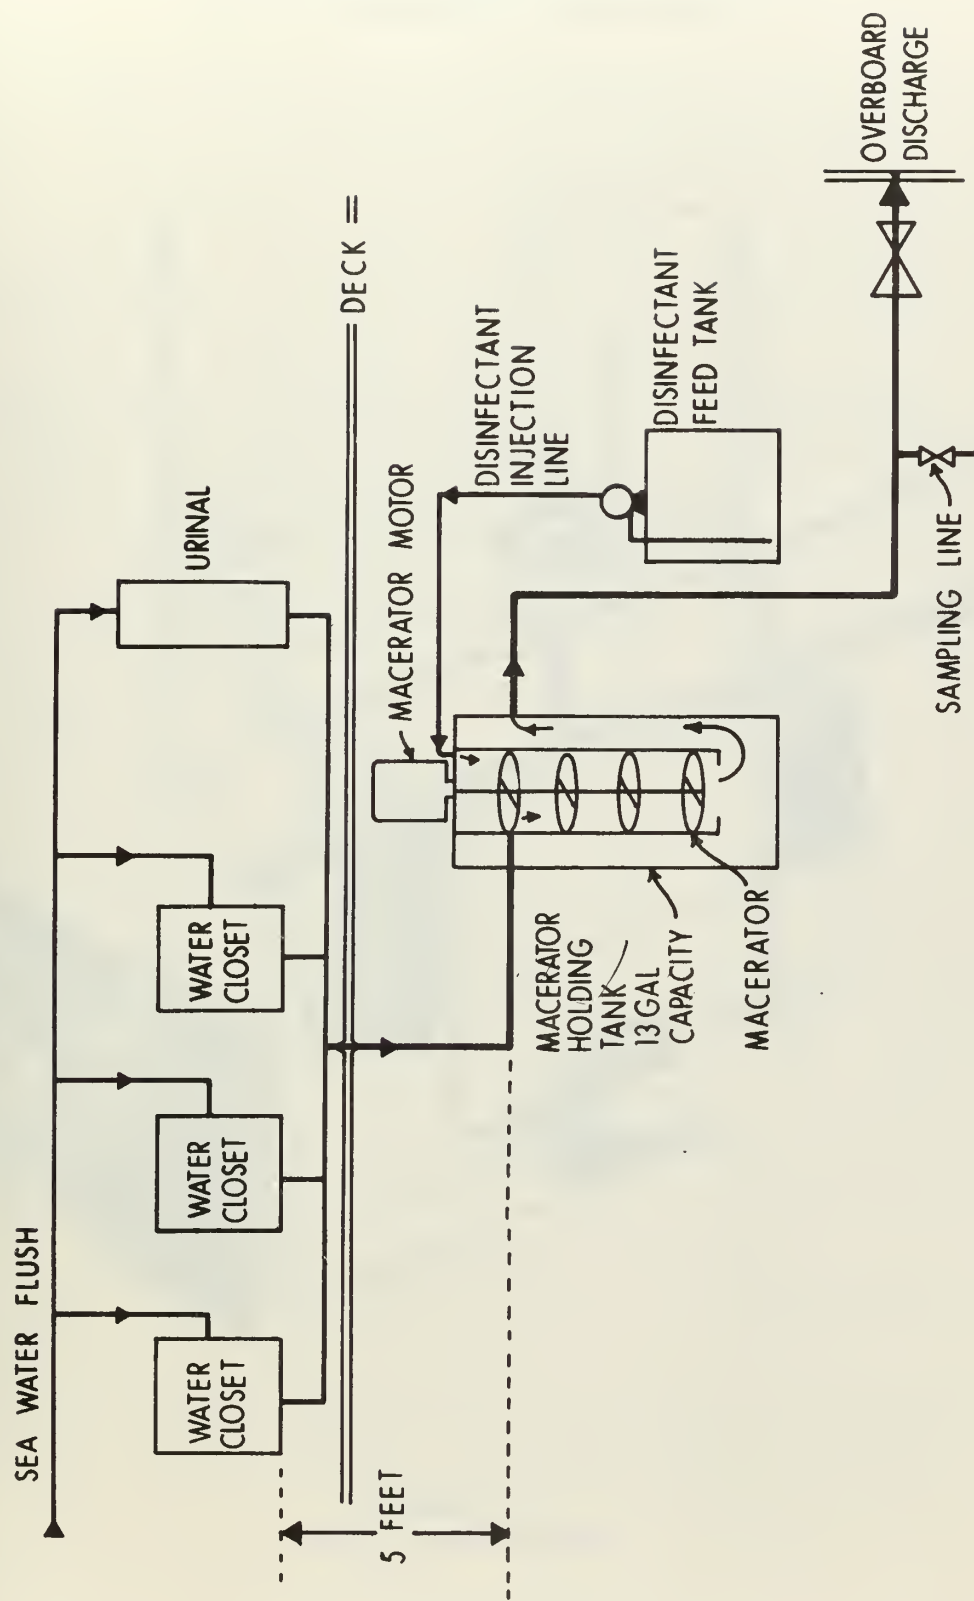 SEA WATER FLUSH
WATER
CLOSET
WATER
CLOSET
WATER
CLOSET
URINAL
5 FEET
DECK
MACERATOR MOTOR
DISINFECTANT
INJECTION
LINE
MACERATOR
HOLDING
TANK
13 GAL
CAPACITY
MACERATOR
DISINFECTANT
FEED TANK
SAMPLING LINE
OVERBOARD
DISCHARGE